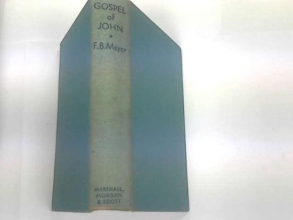 GOSPEL
of
JOHN
F.B. Meyer
MARSHALL,
MORGAN
& SCOTT